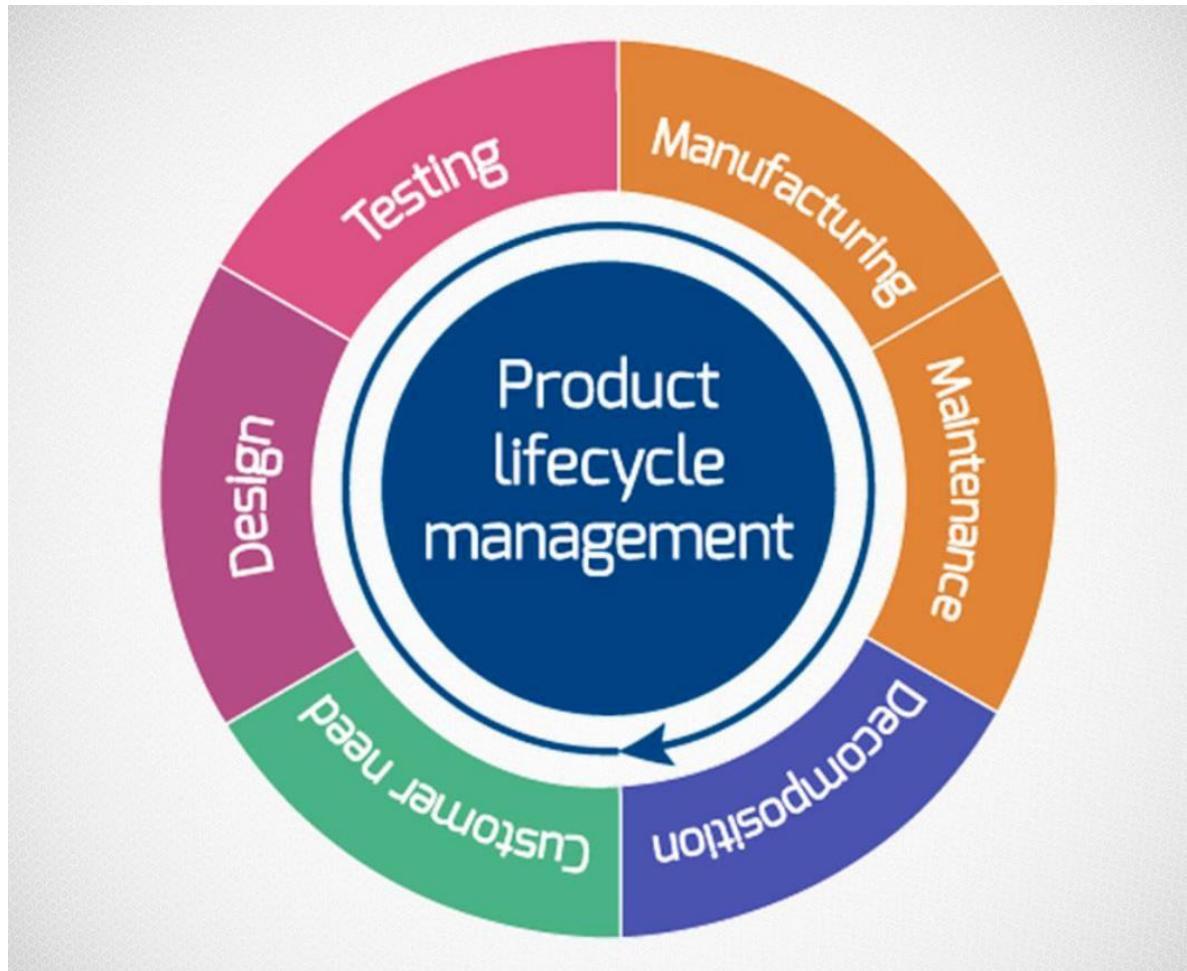 Product
lifecycle
management
Customer need
Design
Testing
Manufacturing
Maintenance
Decomposition